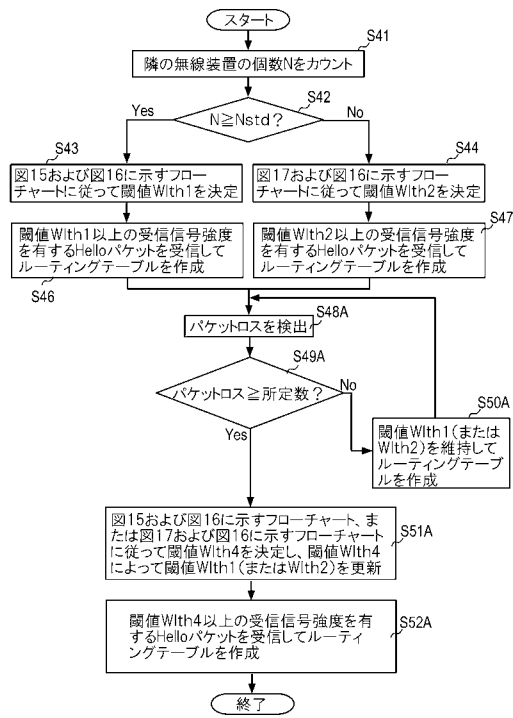 スタート
S41
隣の無線装置の個数Nをカウント
S42
N≧Nstd?
Yes
No
S43
図15および図16に示すフロー
チャートに従って閾値Wlth1を決定
S44
図17および図16に示すフロー
チャートに従って閾値Wlth2を決定
閾値Wlth1以上の受信信号強度
を有するHelloパケットを受信して
ルーティングテーブルを作成
S46
閾値Wlth2以上の受信信号強度
を有するHelloパケットを受信して
ルーティングテーブルを作成
S47
S48A
パケットロスを検出
S49A
パケットロス≧所定数?
No
Yes
S50A
閾値Wlth1(または
Wlth2)を維持して
ルーティングテーブ
ルを作成
図15および図16に示すフローチャート、ま
たは図17および図16に示すフローチャート
に従って閾値Wlth4を決定し、閾値Wlth4
によって閾値Wlth1(またはWlth2)を更新
S51A
閾値Wlth4以上の受信信号強度を有
するHelloパケットを受信してルーティ
ングテーブルを作成
S52A
終了